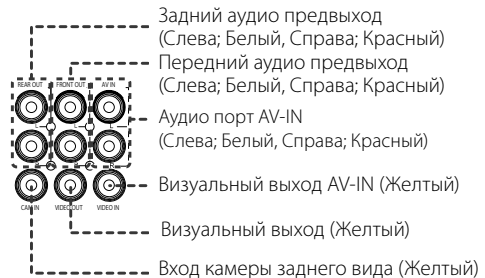 Задний аудио предвыход
(Слева; Белый, Справа; Красный)
Передний аудио предвыход
(Слева; Белый, Справа; Красный)
REAR OUT FRONT OUT AV IN
L L L
Аудио порт AV-IN
(Слева; Белый, Справа; Красный)
R
Визуальный выход AV-IN (Желтый)
CAM IN VIDEO OUT VIDEO IN
Визуальный выход (Желтый)
Вход камеры заднего вида (Желтый)